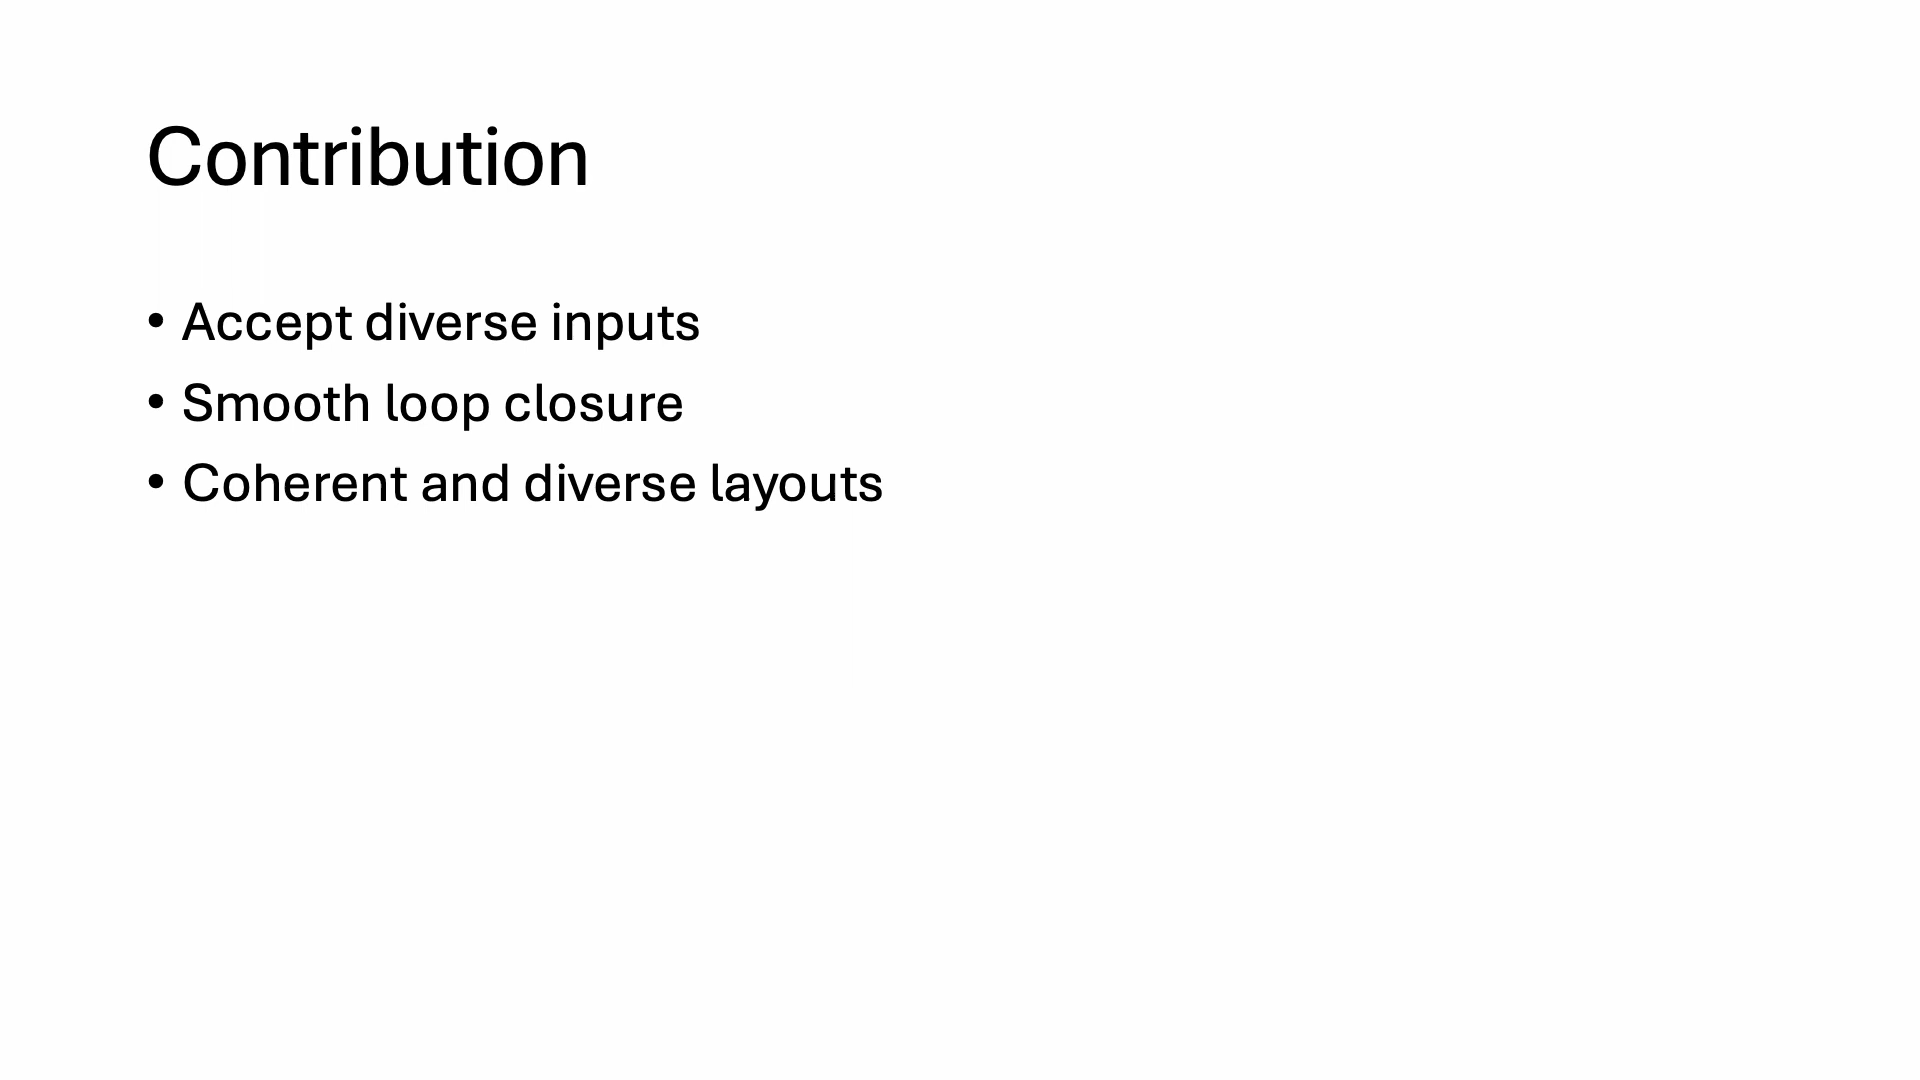 Contribution
• Accept diverse inputs
• Smooth loop closure
• Coherent and diverse layouts